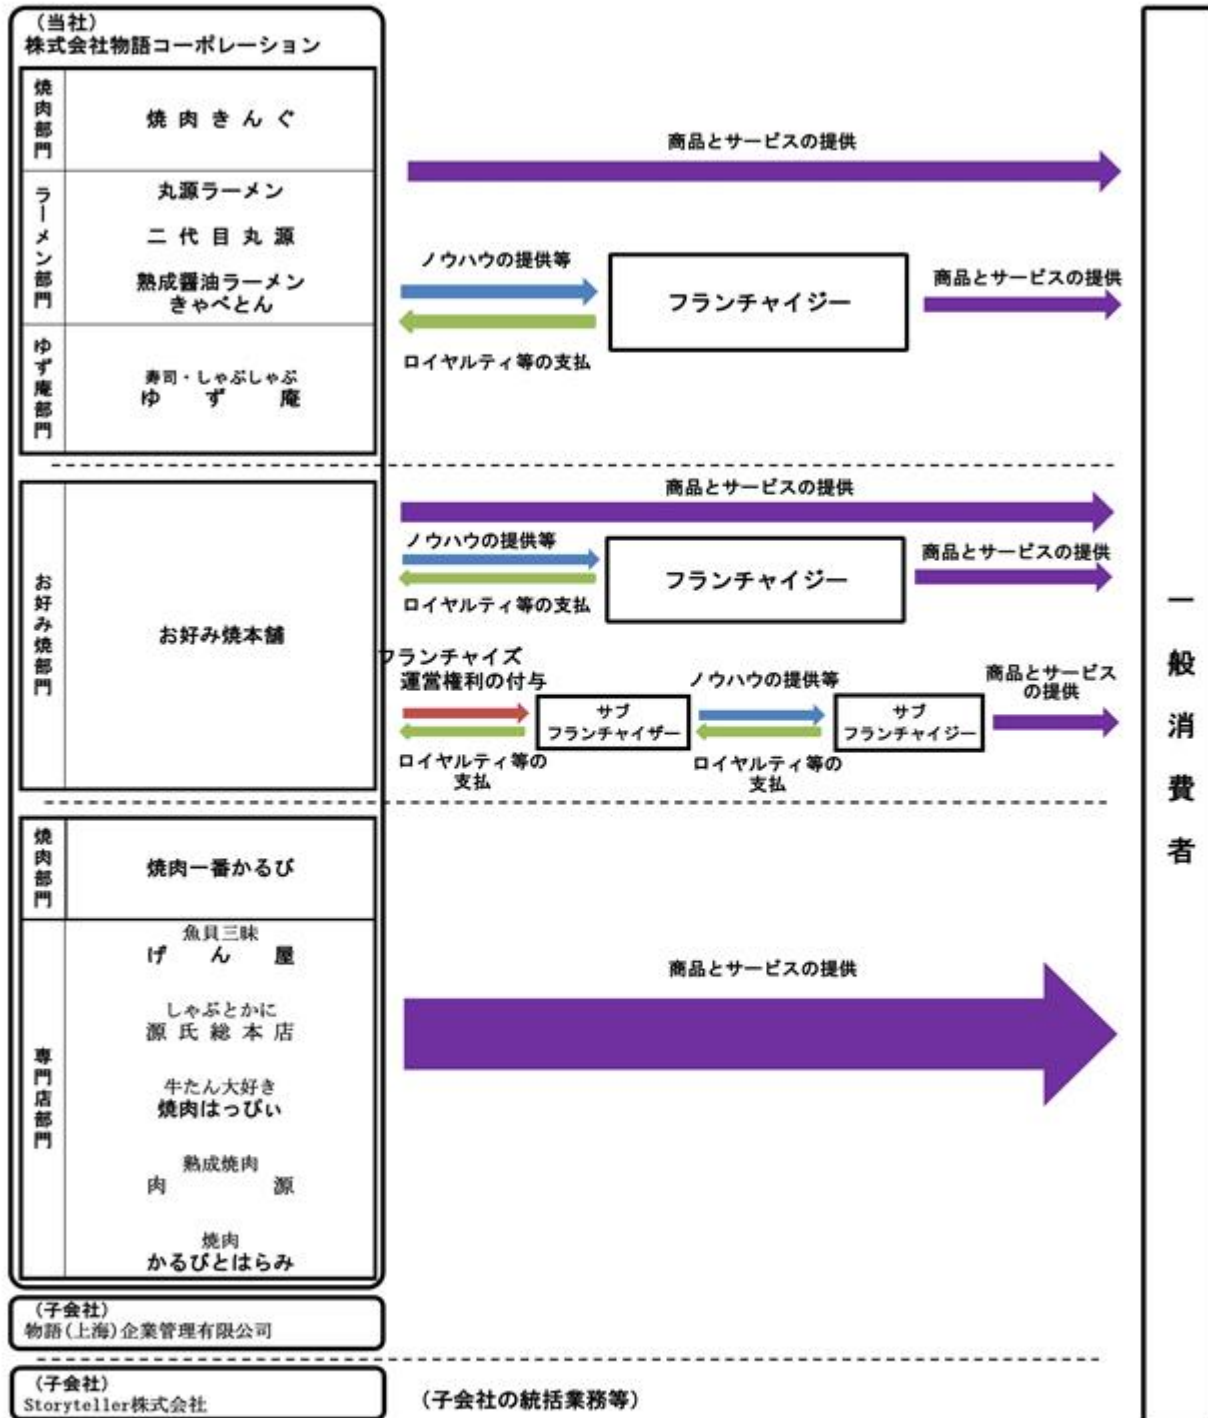 （当社）
株式会社物語コーポレーション
焼肉部門
焼肉きんぐ
商品とサービスの提供
ラーメン部門
丸源ラーメン
二代目丸源
熟成醤油ラーメン
きゃべとん
ノウハウの提供等
フランチャイジー
商品とサービスの提供
ロイヤルティ等の支払
ゆず庵部門
寿司・しゃぶしゃぶ
ゆず庵
お好み焼部門
お好み焼本舗
商品とサービスの提供
ノウハウの提供等
フランチャイジー
商品とサービスの提供
ロイヤルティ等の支払
フランチャイズ
運営権利の付与
サブ
フランチャイザー
ロイヤルティ等の
支払
ノウハウの提供等
サブ
フランチャイジー
ロイヤルティ等の
支払
商品とサービス
の提供
焼肉部門
焼肉一番かるび
専門店部門
魚貝三昧
げん屋
しゃぶとかに
源氏総本店
牛たん大好き
焼肉はっぴぃ
熟成焼肉
肉源
焼肉
かるびとはらみ
商品とサービスの提供
一般消費者
（子会社）
物語(上海)企業管理有限公司
（子会社）
Storyteller株式会社
（子会社の統括業務等）